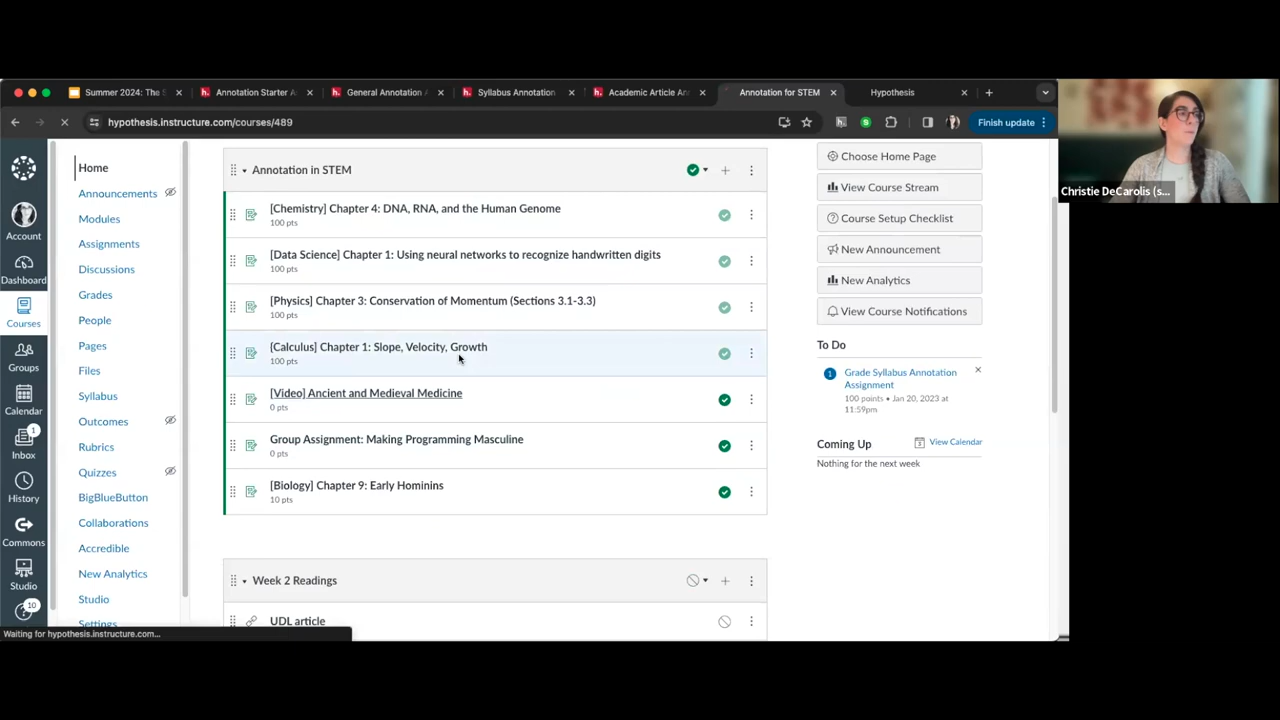 Summer 2024: The S
Annotation Starter A
General Annotation A
Syllabus Annotation
Academic Article Ann
Annotation for STEM
Hypothesis
hypothesis.instructure.com/courses/489
Finish update
Christie DeCarolis (s...
Account
Dashboard
Courses
Groups
Calendar
1
Inbox
History
Commons
Studio
10
Home
Announcements
Modules
Assignments
Discussions
Grades
People
Pages
Files
Syllabus
Outcomes
Rubrics
Quizzes
BigBlueButton
Collaborations
Accredible
New Analytics
Studio
Settings
Waiting for hypothesis.instructure.com...
Annotation in STEM
[Chemistry] Chapter 4: DNA, RNA, and the Human Genome
100 pts
[Data Science] Chapter 1: Using neural networks to recognize handwritten digits
100 pts
[Physics] Chapter 3: Conservation of Momentum (Sections 3.1-3.3)
100 pts
[Calculus] Chapter 1: Slope, Velocity, Growth
100 pts
[Video] Ancient and Medieval Medicine
0 pts
Group Assignment: Making Programming Masculine
0 pts
[Biology] Chapter 9: Early Hominins
10 pts
Week 2 Readings
UDL article
Choose Home Page
View Course Stream
Course Setup Checklist
New Announcement
New Analytics
View Course Notifications
To Do
1
Grade Syllabus Annotation
Assignment
100 points • Jan 20, 2023 at
11:59pm
Coming Up
View Calendar
Nothing for the next week